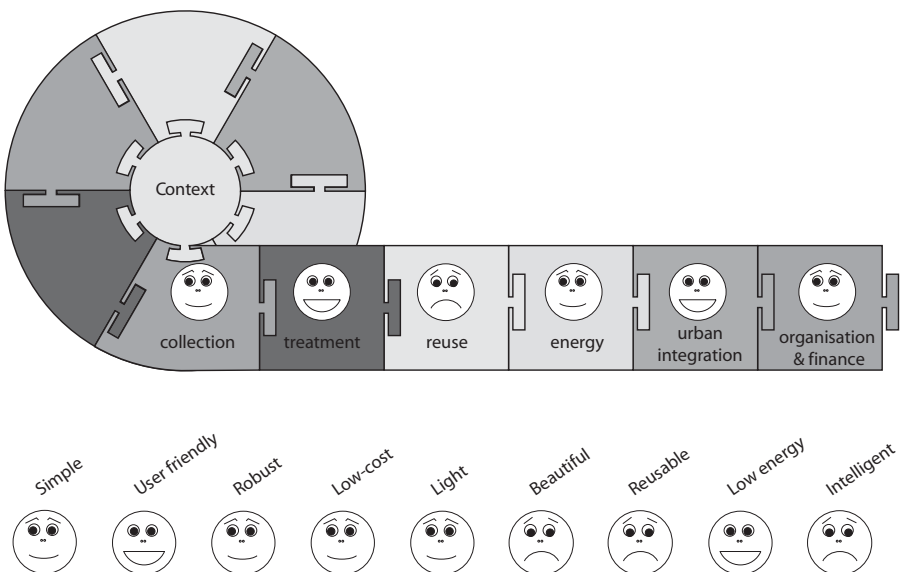 Context
collection
treatment
reuse
energy
urban
integration
organisation
& finance
Simple
User friendly
Robust
Low-cost
Light
Beautiful
Reusable
Low energy
Intelligent